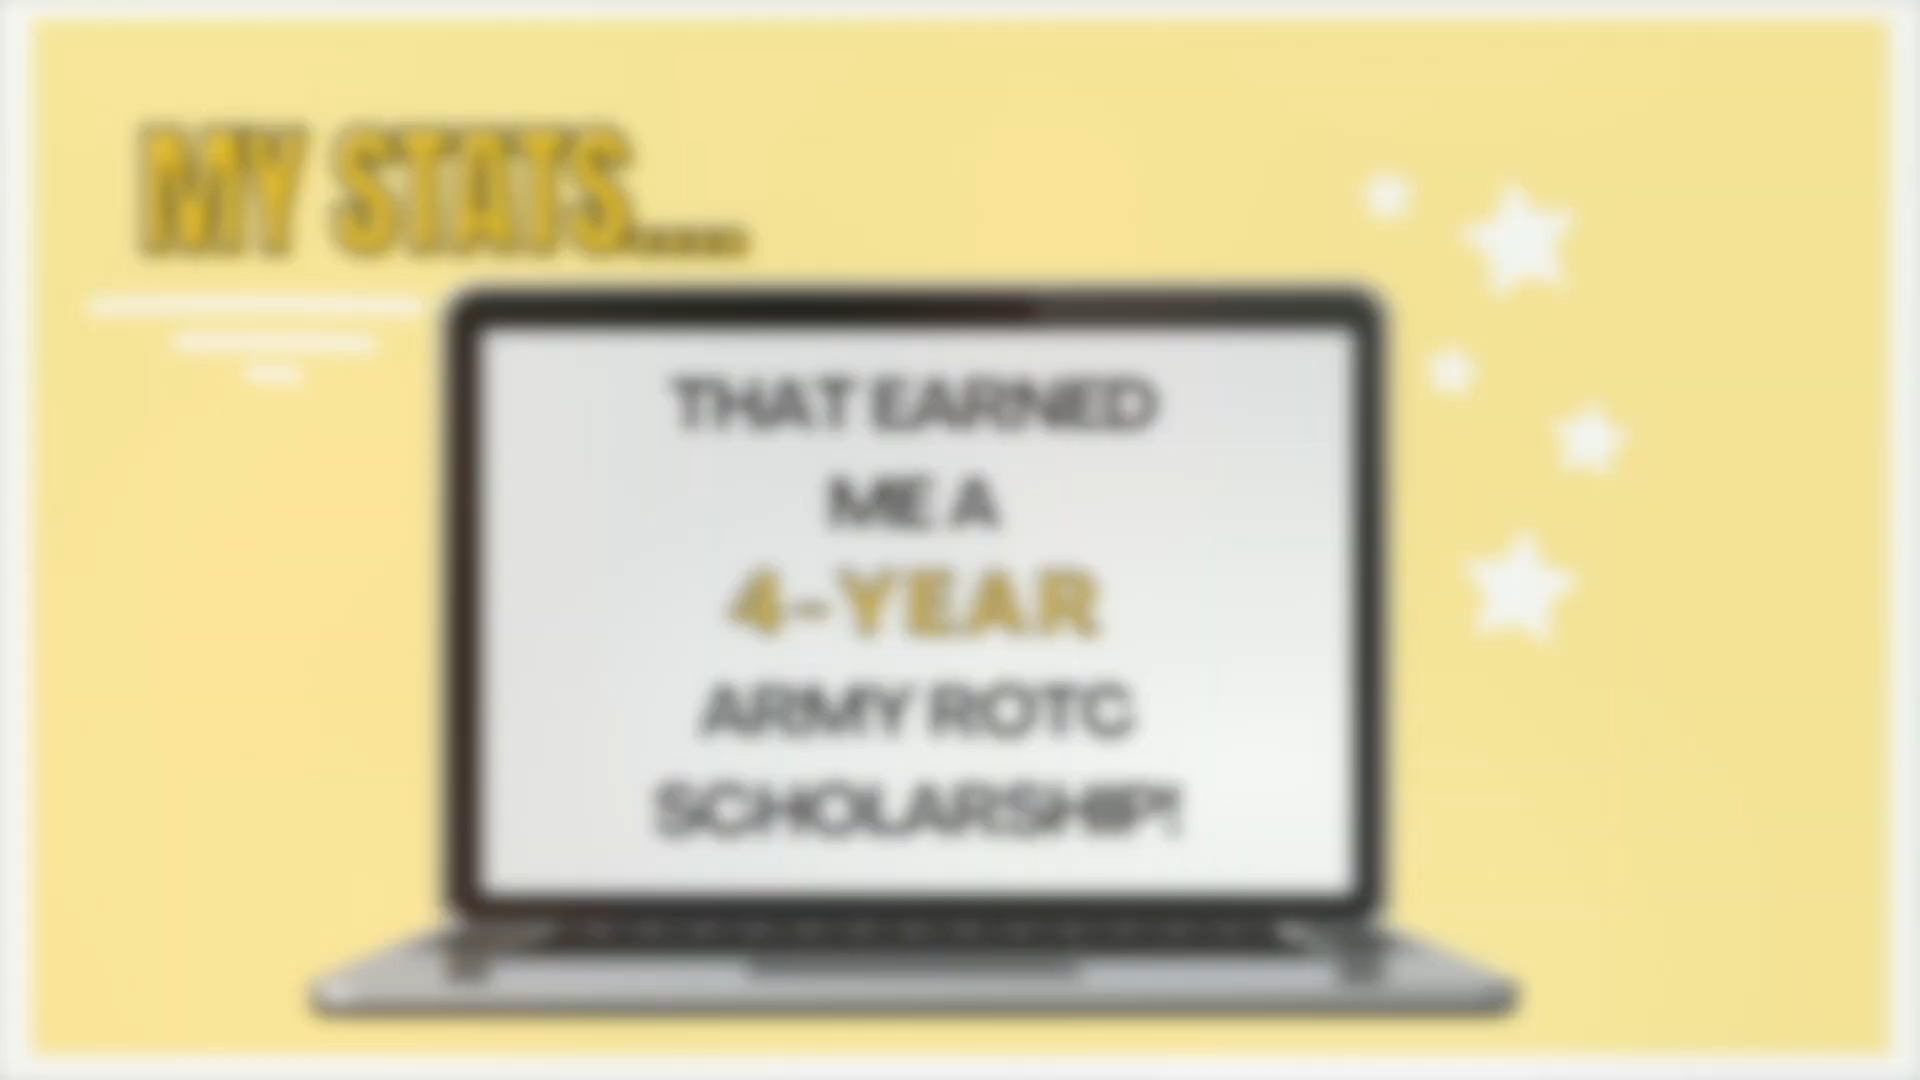 MY STATS.....
THAT EARNED
ME A
4-YEAR
ARMY ROTC
SCHOLARSHIP!